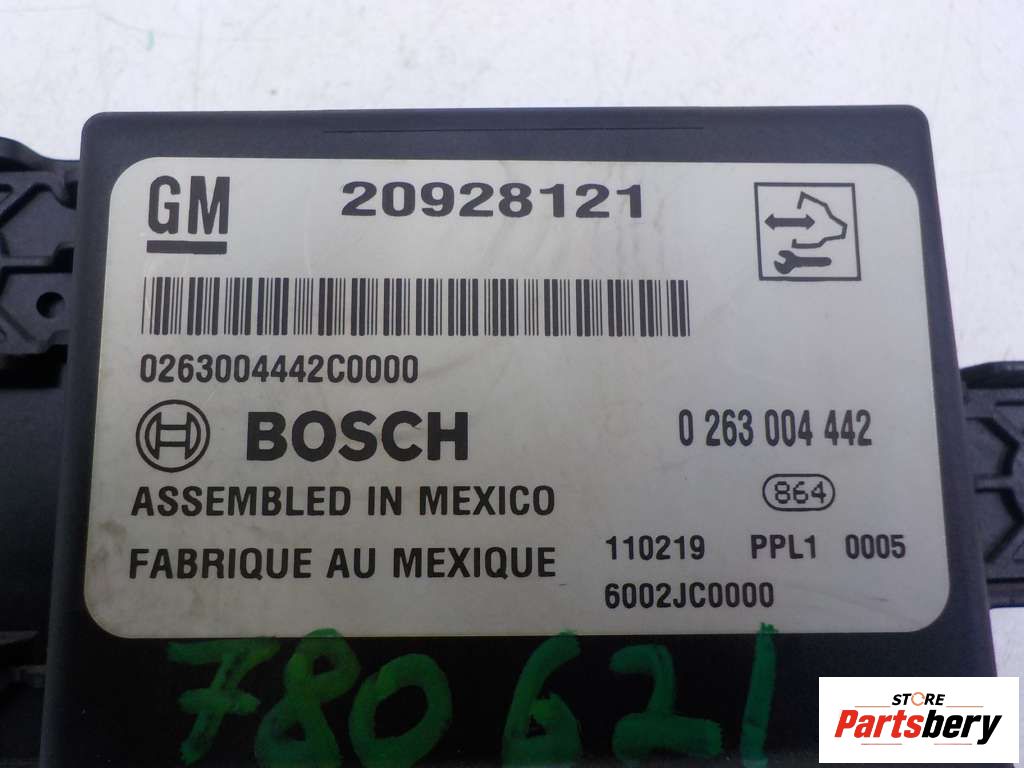 GM 20928121
0263004442C0000
BOSCH 0 263 004 442
ASSEMBLED IN MEXICO 864
FABRIQUE AU MEXIQUE 110219 PPL1 0005
6002JC0000
780621
STORE
Partsbery